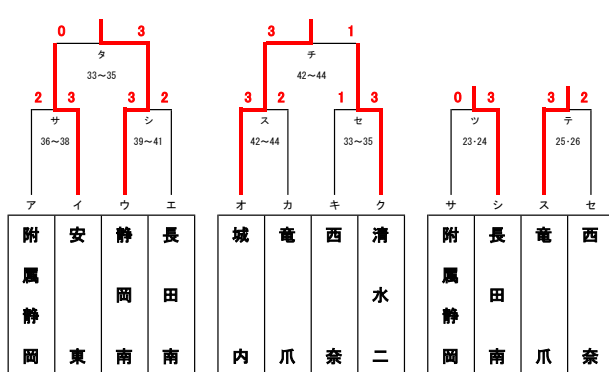 0 3 3 1
タ チ
33～35 42～44
2 3 3 2 3 2 1 3 0 3 3 2
サ シ ス セ ツ テ
36～38 39～41 42～44 33～35 23・24 25・26
ア イ ウ エ オ カ キ ク サ シ ス セ
附属静岡 安東 静岡南 長田南 城内 竜爪 西奈 清水二 附属静岡 長田南 竜爪 西奈